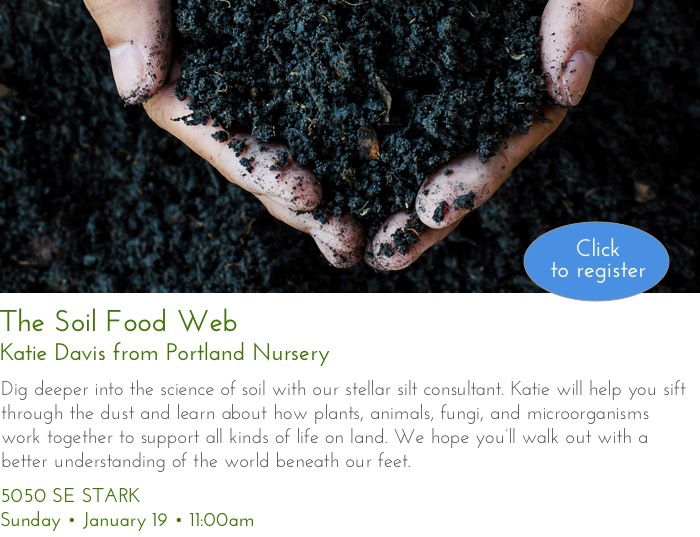 Click
to register
The Soil Food Web
Katie Davis from Portland Nursery
Dig deeper into the science of soil with our stellar silt consultant. Katie will help you sift
through the dust and learn about how plants, animals, fungi, and microorganisms
work together to support all kinds of life on land. We hope you'll walk out with a
better understanding of the world beneath our feet.
5050 SE STARK
Sunday • January 19 • 11:00am